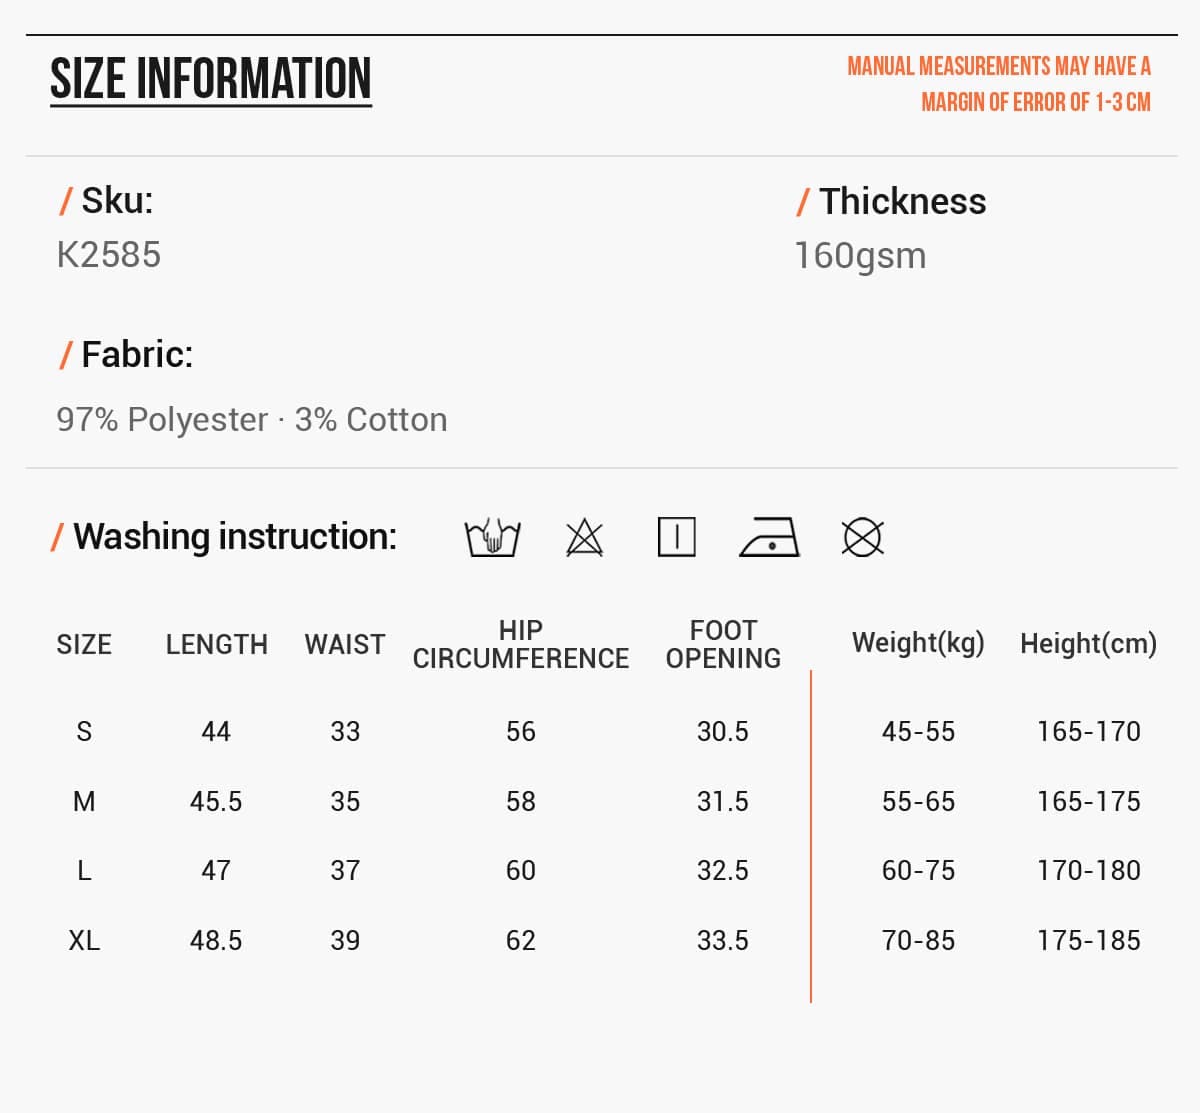 SIZE INFORMATION
MANUAL MEASUREMENTS MAY HAVE A
MARGIN OF ERROR OF 1-3 CM
/ Sku:
K2585
/ Thickness
160gsm
/ Fabric:
97% Polyester · 3% Cotton
/ Washing instruction:
SIZE LENGTH WAIST HIP CIRCUMFERENCE FOOT OPENING Weight(kg) Height(cm)
S 44 33 56 30.5 45-55 165-170
M 45.5 35 58 31.5 55-65 165-175
L 47 37 60 32.5 60-75 170-180
XL 48.5 39 62 33.5 70-85 175-185